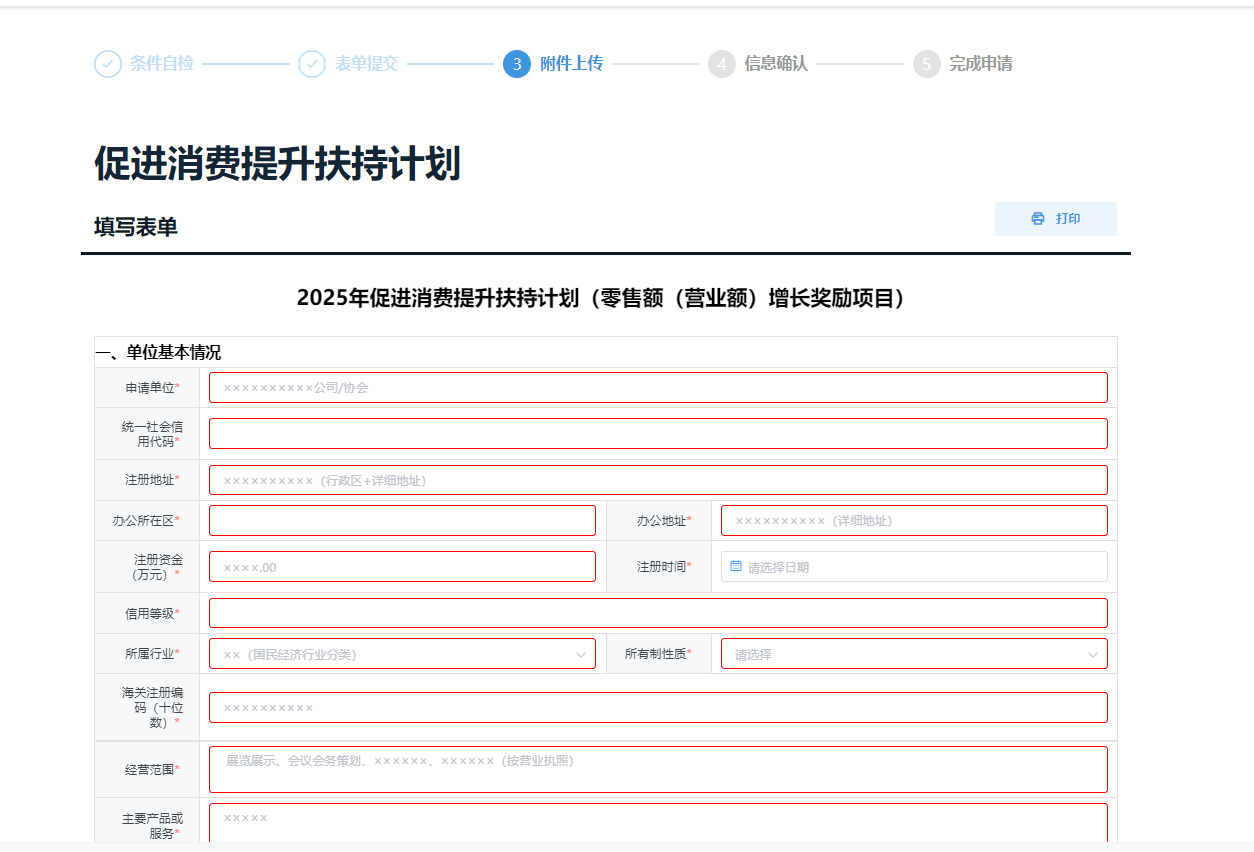 条件自检
表单提交
3 附件上传
4 信息确认
5 完成申请
促进消费提升扶持计划
填写表单
打印
2025年促进消费提升扶持计划（零售额（营业额）增长奖励项目）
一、单位基本情况
申请单位*
××××××××××公司/协会
统一社会信
用代码*
注册地址*
××××××××××（行政区+详细地址）
办公所在区*
办公地址*
××××××××××（详细地址）
注册资金
（万元）*
××××.00
注册时间*
请选择日期
信用等级*
所属行业*
××（国民经济行业分类）
所有制性质*
请选择
海关注册编
码（十位
数）*
××××××××××
经营范围*
展览展示、会议会务策划、××××××、××××××（按营业执照）
主要产品或
服务*
×××××